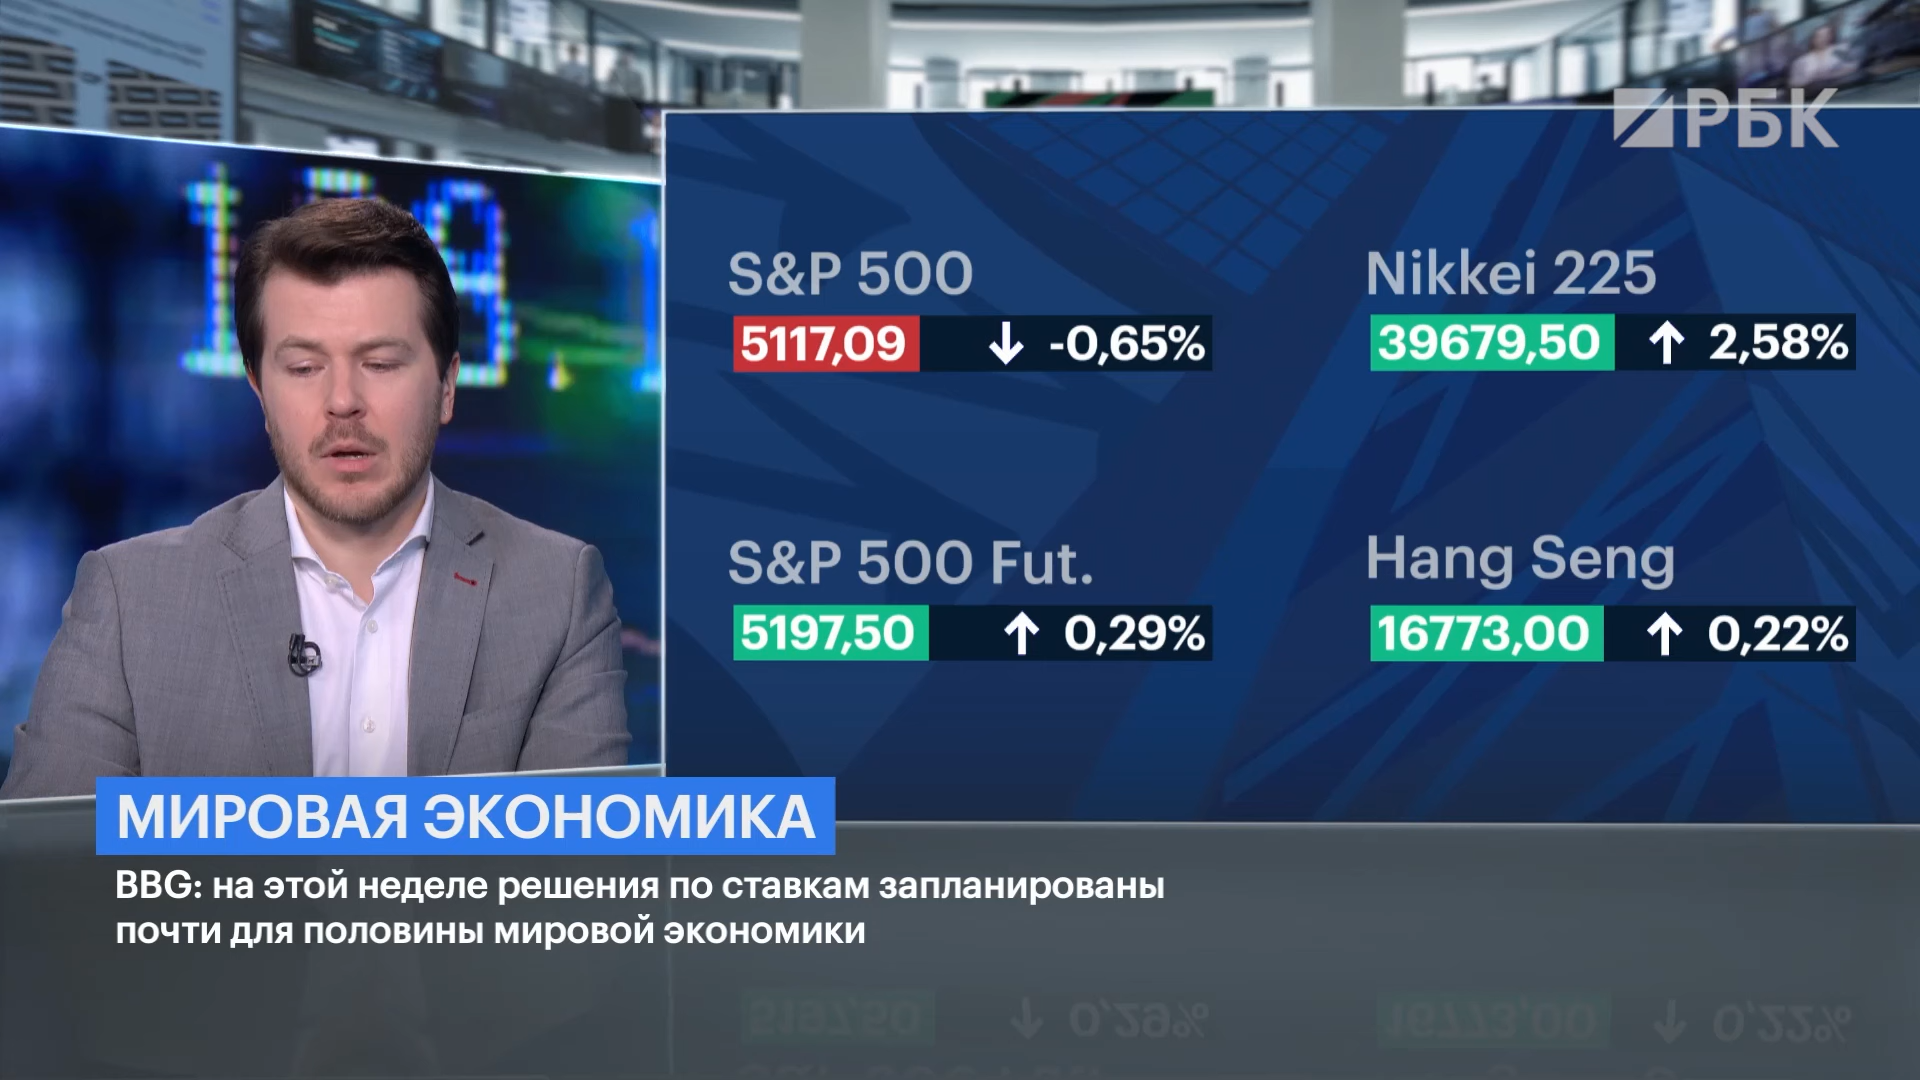 РБК
S&P 500
5117,09 ↓ -0,65%
Nikkei 225
39679,50 ↑ 2,58%
S&P 500 Fut.
5197,50 ↑ 0,29%
Hang Seng
16773,00 ↑ 0,22%
МИРОВАЯ ЭКОНОМИКА
BBG: на этой неделе решения по ставкам запланированы
почти для половины мировой экономики